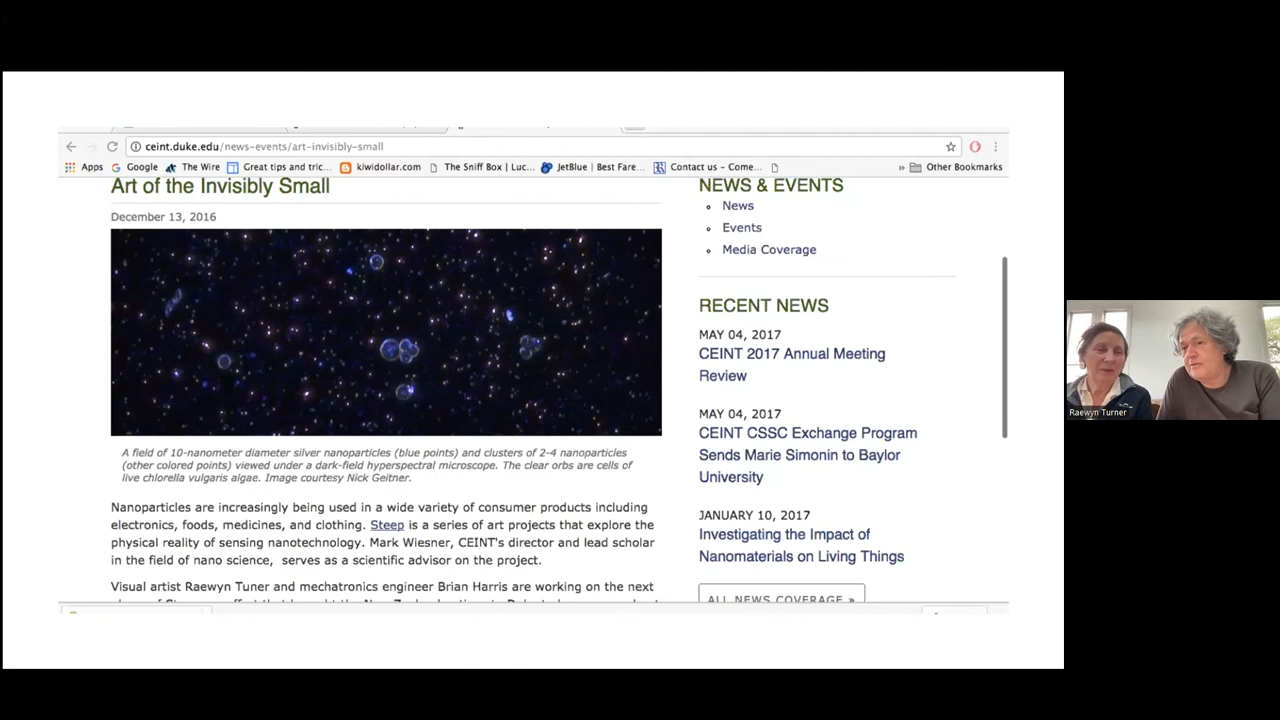 ceint.duke.edu/news-events/art-invisibly-small
Apps Google The Wire Great tips and tric... kiwidollar.com The Sniff Box | Luc... JetBlue | Best Fare... Contact us - Come... » Other Bookmarks
Art of the Invisibly Small
December 13, 2016
A field of 10-nanometer diameter silver nanoparticles (blue points) and clusters of 2-4 nanoparticles
(other colored points) viewed under a dark-field hyperspectral microscope. The clear orbs are cells of
live chlorella vulgaris algae. Image courtesy Nick Geitner.
Nanoparticles are increasingly being used in a wide variety of consumer products including
electronics, foods, medicines, and clothing. Steep is a series of art projects that explore the
physical reality of sensing nanotechnology. Mark Wiesner, CEINT's director and lead scholar
in the field of nano science, serves as a scientific advisor on the project.
Visual artist Raewyn Tuner and mechatronics engineer Brian Harris are working on the next
NEWS & EVENTS
News
Events
Media Coverage
RECENT NEWS
MAY 04, 2017
CEINT 2017 Annual Meeting
Review
MAY 04, 2017
CEINT CSSC Exchange Program
Sends Marie Simonin to Baylor
University
JANUARY 10, 2017
Investigating the Impact of
Nanomaterials on Living Things
ALL NEWS COVERAGE »
Raewyn Turner